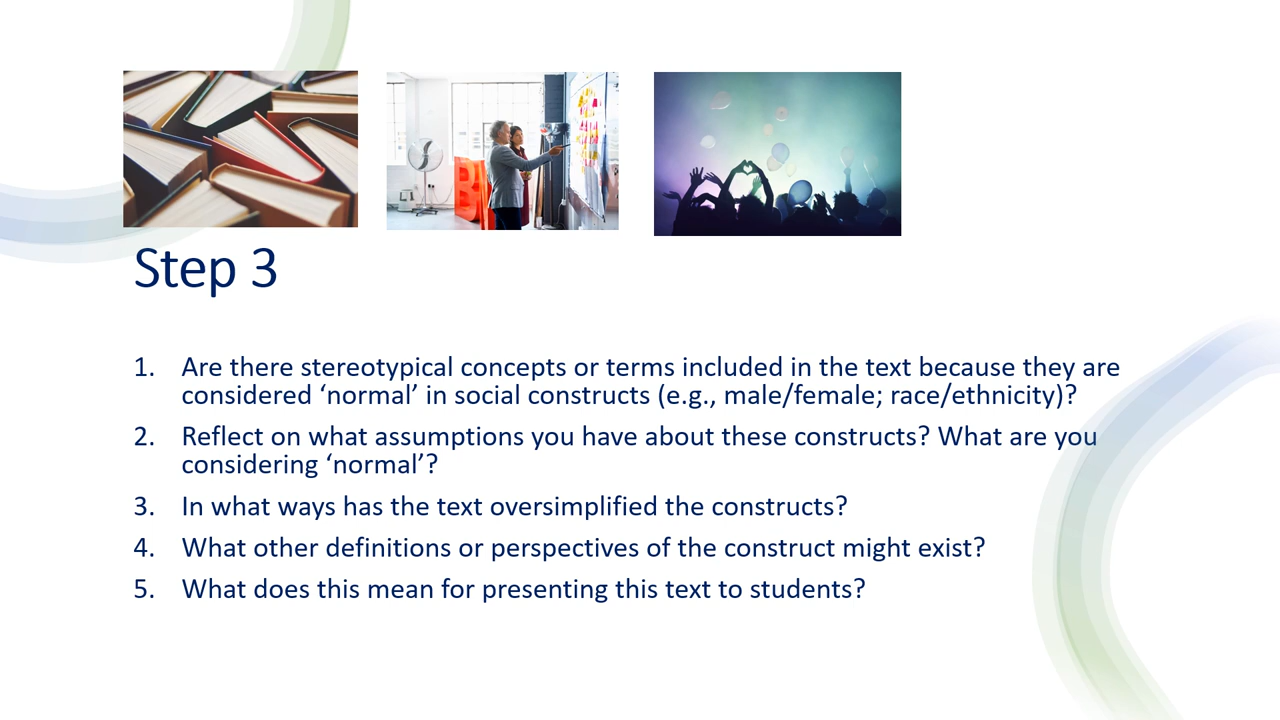 Step 3
1. Are there stereotypical concepts or terms included in the text because they are
considered ‘normal’ in social constructs (e.g., male/female; race/ethnicity)?
2. Reflect on what assumptions you have about these constructs? What are you
considering ‘normal’?
3. In what ways has the text oversimplified the constructs?
4. What other definitions or perspectives of the construct might exist?
5. What does this mean for presenting this text to students?